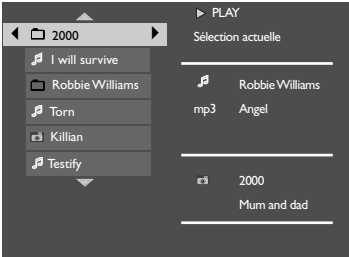 2000
I will survive
Robbie Williams
Torn
Killian
Testify
PLAY
Sélection actuelle
Robbie Williams
mp3 Angel
2000
Mum and dad